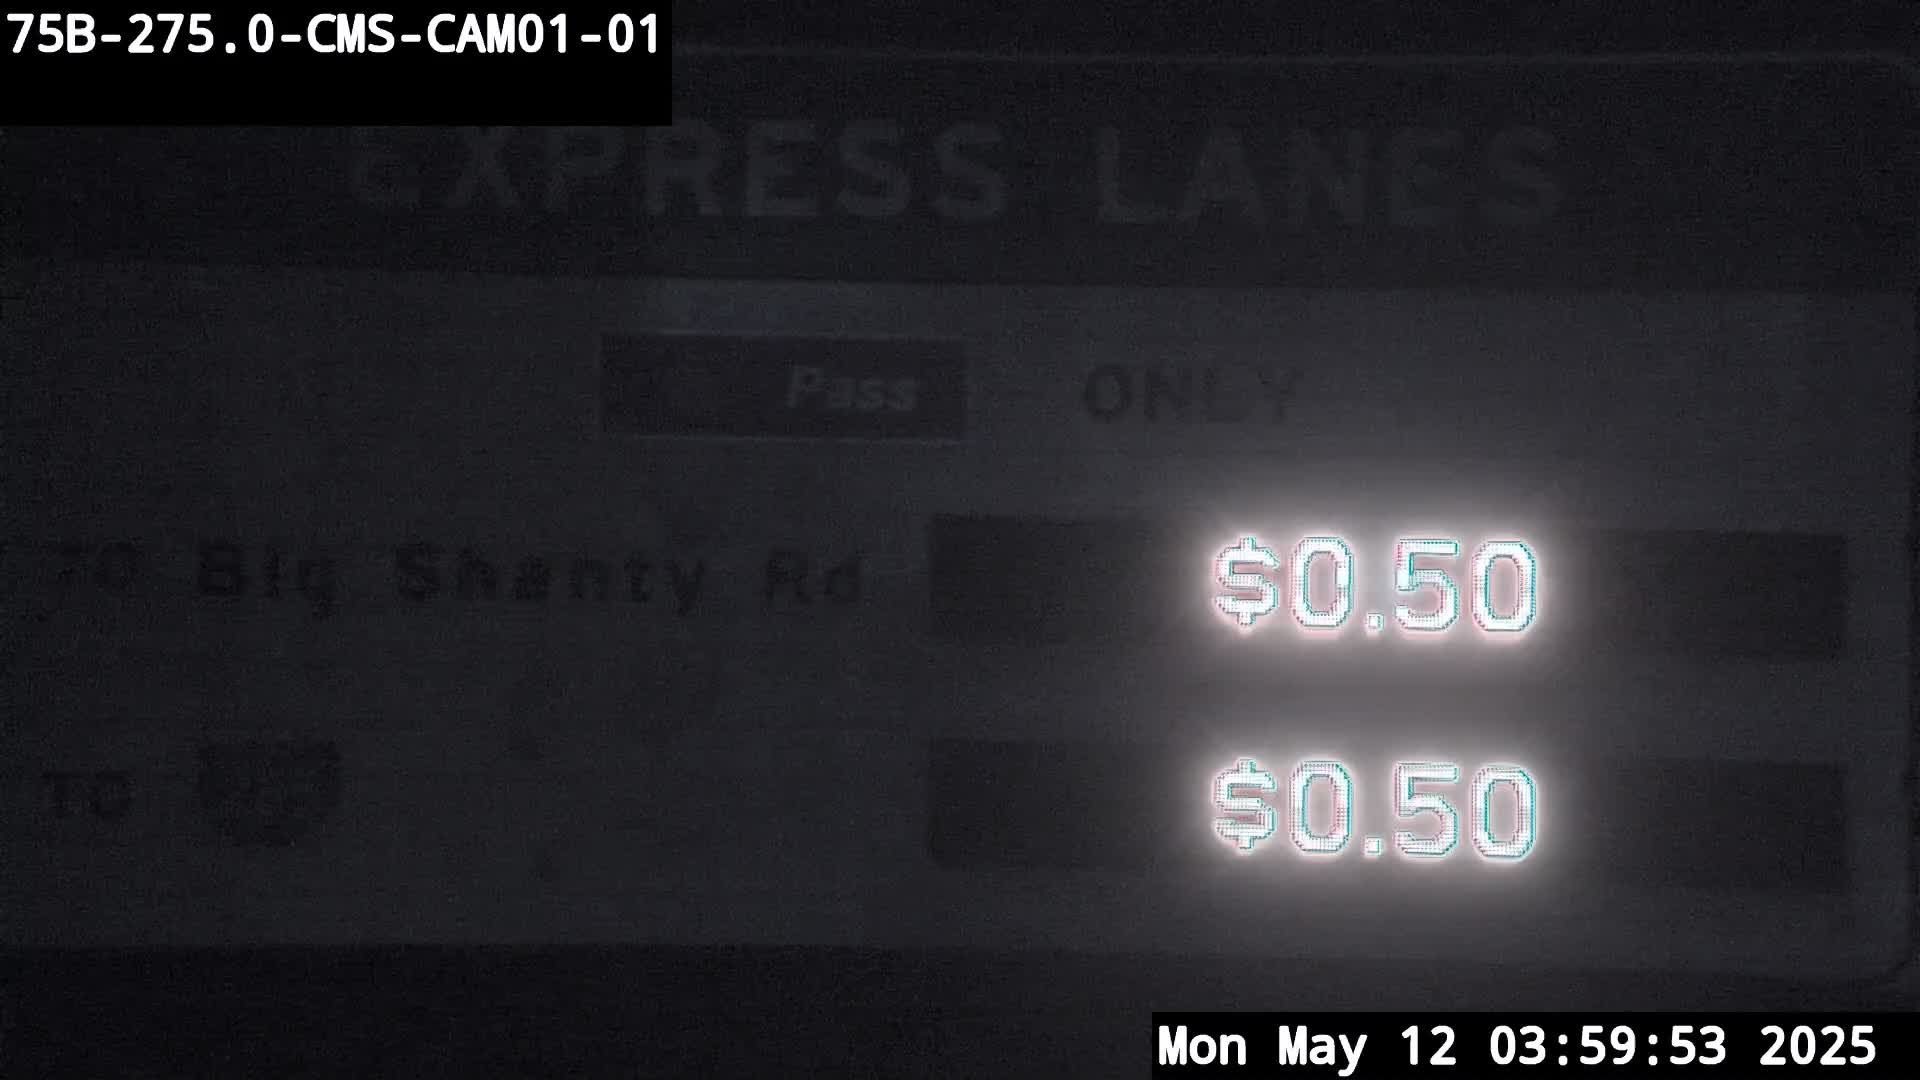 75B-275.0-CMS-CAM01-01
EXPRESS LANES
Pass ONLY
TO Big Shanty Rd $0.50
TO $0.50
Mon May 12 03:59:53 2025